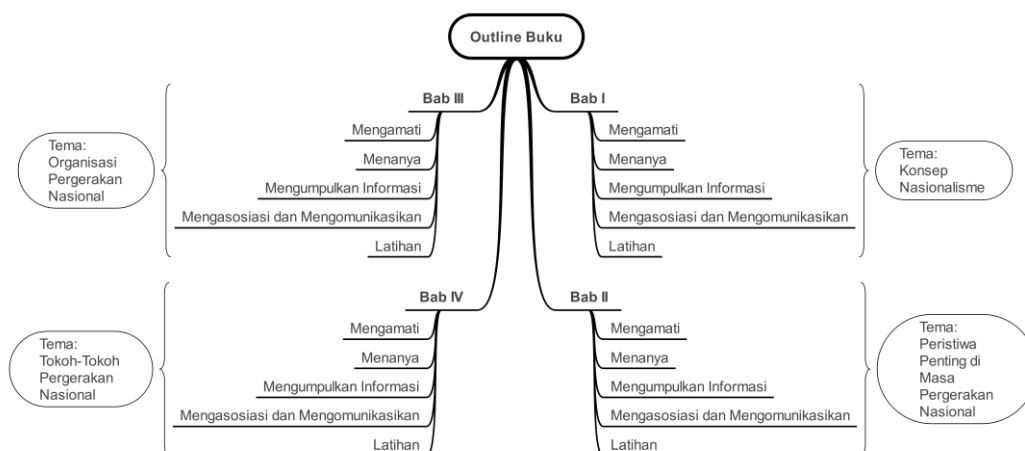 Outline Buku
Bab I
Mengamati
Menanya
Mengumpulkan Informasi
Mengasosiasi dan Mengomunikasikan
Latihan
Tema:
Konsep
Nasionalisme
Bab II
Mengamati
Menanya
Mengumpulkan Informasi
Mengasosiasi dan Mengomunikasikan
Latihan
Tema:
Peristiwa
Penting di
Masa
Pergerakan
Nasional
Bab III
Mengamati
Menanya
Mengumpulkan Informasi
Mengasosiasi dan Mengomunikasikan
Latihan
Tema:
Organisasi
Pergerakan
Nasional
Bab IV
Mengamati
Menanya
Mengumpulkan Informasi
Mengasosiasi dan Mengomunikasikan
Latihan
Tema:
Tokoh-Tokoh
Pergerakan
Nasional